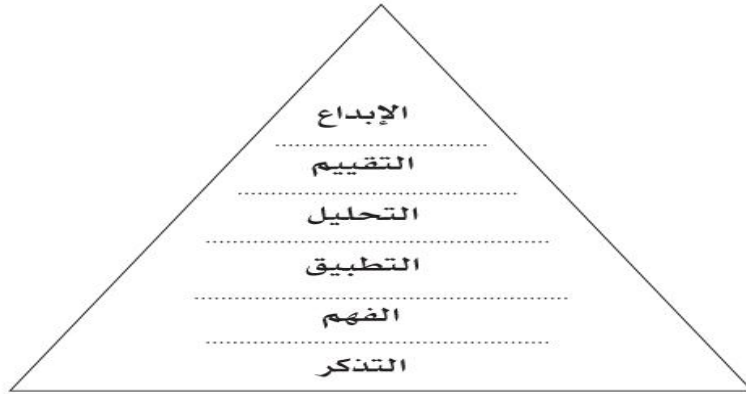 الإبداع
التقييم
التحليل
التطبيق
الفهم
التذكر